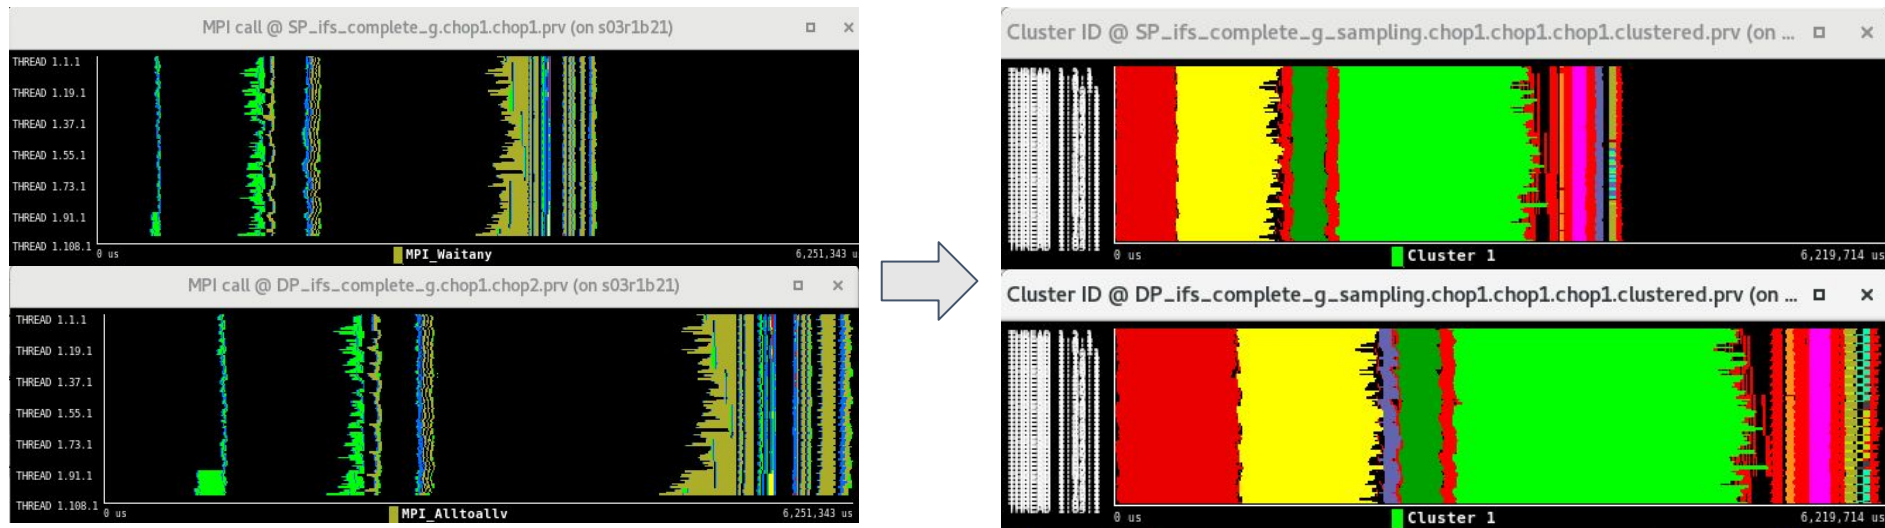 MPI call @ SP_ifs_complete_g.chop1.chop1.prv (on s03r1b21)
THREAD 1.1.1
THREAD 1.19.1
THREAD 1.37.1
THREAD 1.55.1
THREAD 1.73.1
THREAD 1.91.1
THREAD 1.108.1
0 us
MPI_Waitany
6,251,343 u
MPI call @ DP_ifs_complete_g.chop1.chop2.prv (on s03r1b21)
THREAD 1.1.1
THREAD 1.19.1
THREAD 1.37.1
THREAD 1.55.1
THREAD 1.73.1
THREAD 1.91.1
THREAD 1.108.1
0 us
MPI_Alltoallv
6,251,343 us
Cluster ID @ SP_ifs_complete_g_sampling.chop1.chop1.chop1.clustered.prv (on ...
0 us
Cluster 1
6,219,714 us
Cluster ID @ DP_ifs_complete_g_sampling.chop1.chop1.chop1.clustered.prv (on ...
0 us
Cluster 1
6,219,714 us